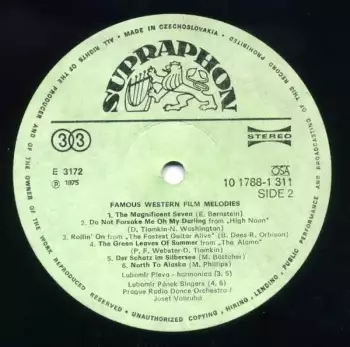 ALL RIGHTS OF THE PRODUCER AND OF THE OWNER OF THE WORK REPRODUCED RESERVED • UNAUTHORIZED COPYING • HIRING • LENDING • PUBLIC PERFORMANCE AND BROADCASTING OF THIS RECORD PROHIBITED • MADE IN CZECHOSLOVAKIA •
SUPRAPHON
33
STEREO
E 3172
℗ 1975
OSA
10 1788-1 311
SIDE 2
FAMOUS WESTERN FILM MELODIES
1. The Magnificent Seven (E. Bernstein)
2. Do Not Forsake Me Oh My Darling from „High Noon"
(D. Tiomkin-N. Washington)
3. Rollin' On from „The Fastest Guitar Alive" (B. Dees-R. Orbison)
4. The Green Leaves Of Summer from „The Alamo"
(P. F. Webster-D. Tiomkin)
5. Der Schatz im Silbersee (M. Böttcher)
6. North To Alaska (M. Phillips)
Lubomír Pleva - harmonica (3, 5)
Lubomír Pánek Singers (4, 6)
Prague Radio Dance Orchestra /
Josef Vobruba